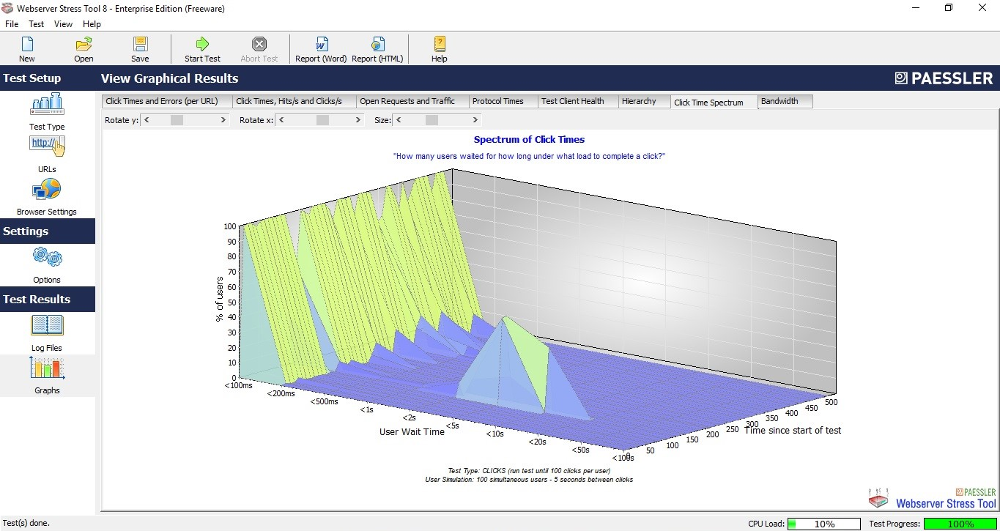 Webserver Stress Tool 8 - Enterprise Edition (Freeware)
File Test View Help
New Open Save Start Test Abort Test Report (Word) Report (HTML) Help
Test Setup
View Graphical Results
PAESSLER
Click Times and Errors (per URL) Click Times, Hits/s and Clicks/s Open Requests and Traffic Protocol Times Test Client Health Hierarchy Click Time Spectrum Bandwidth
Rotate y: Rotate x: Size:
Test Type
http://
URLs
Browser Settings
Settings
Options
Test Results
Log Files
Graphs
Spectrum of Click Times
"How many users waited for how long under what load to complete a click?"
% of users
100
90
80
70
60
50
40
30
20
10
0
<100ms
<200ms
<500ms
<1s
<2s
<5s
<10s
<20s
<50s
<100s
User Wait Time
0
50
100
150
200
250
300
350
400
450
500
Time since start of test
Test Type: CLICKS (run test until 100 clicks per user)
User Simulation: 100 simultaneous users - 5 seconds between clicks
PAESSLER
Webserver Stress Tool
Test(s) done.
CPU Load: 10% Test Progress: 100%